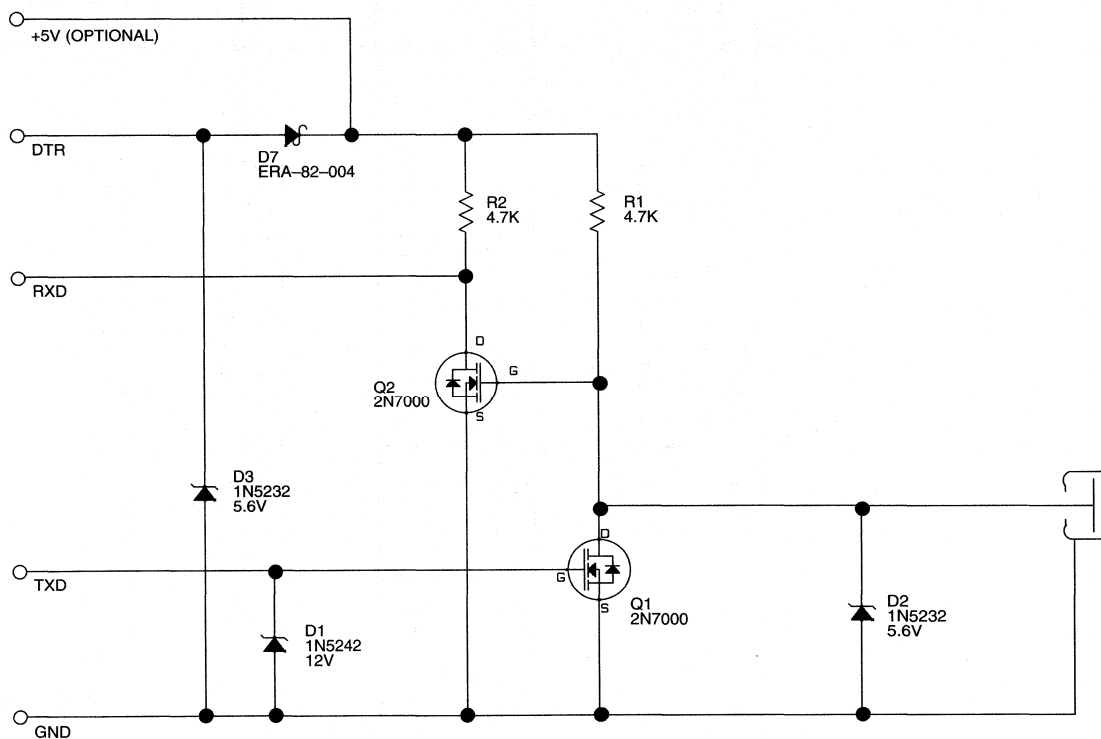 +5V (OPTIONAL)
DTR
D7
ERA–82–004
R2
4.7K
R1
4.7K
RXD
D
G
S
Q2
2N7000
D3
1N5232
5.6V
TXD
D
G
S
Q1
2N7000
D1
1N5242
12V
D2
1N5232
5.6V
GND